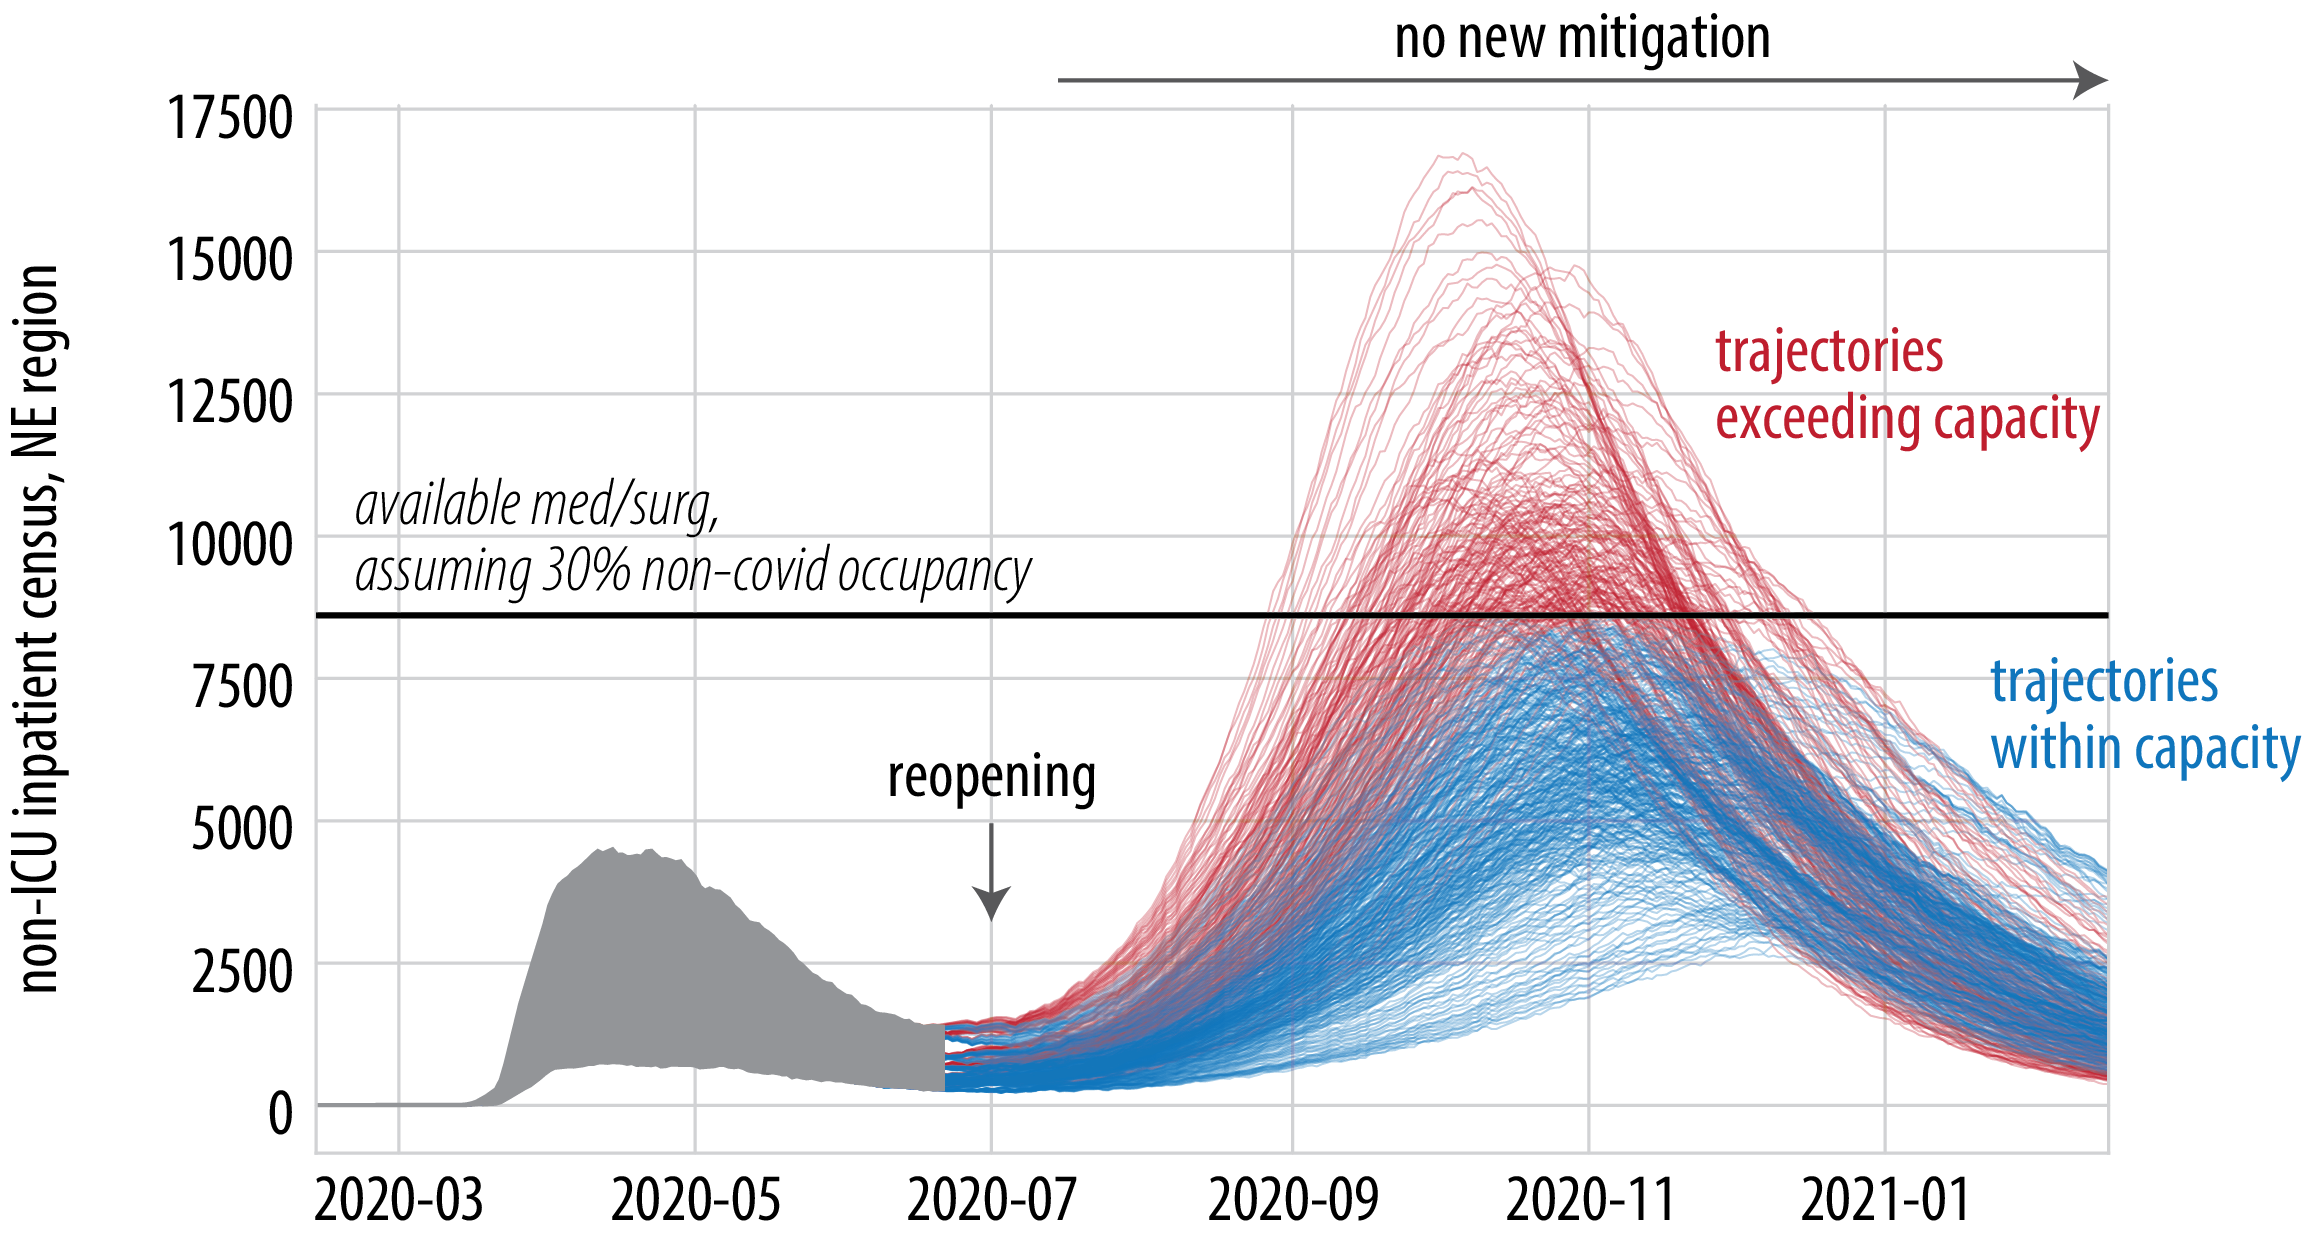 no new mitigation
17500
15000
12500
10000
7500
5000
2500
0
non-ICU inpatient census, NE region
trajectories
exceeding capacity
available med/surg,
assuming 30% non-covid occupancy
trajectories
within capacity
reopening
2020-03
2020-05
2020-07
2020-09
2020-11
2021-01